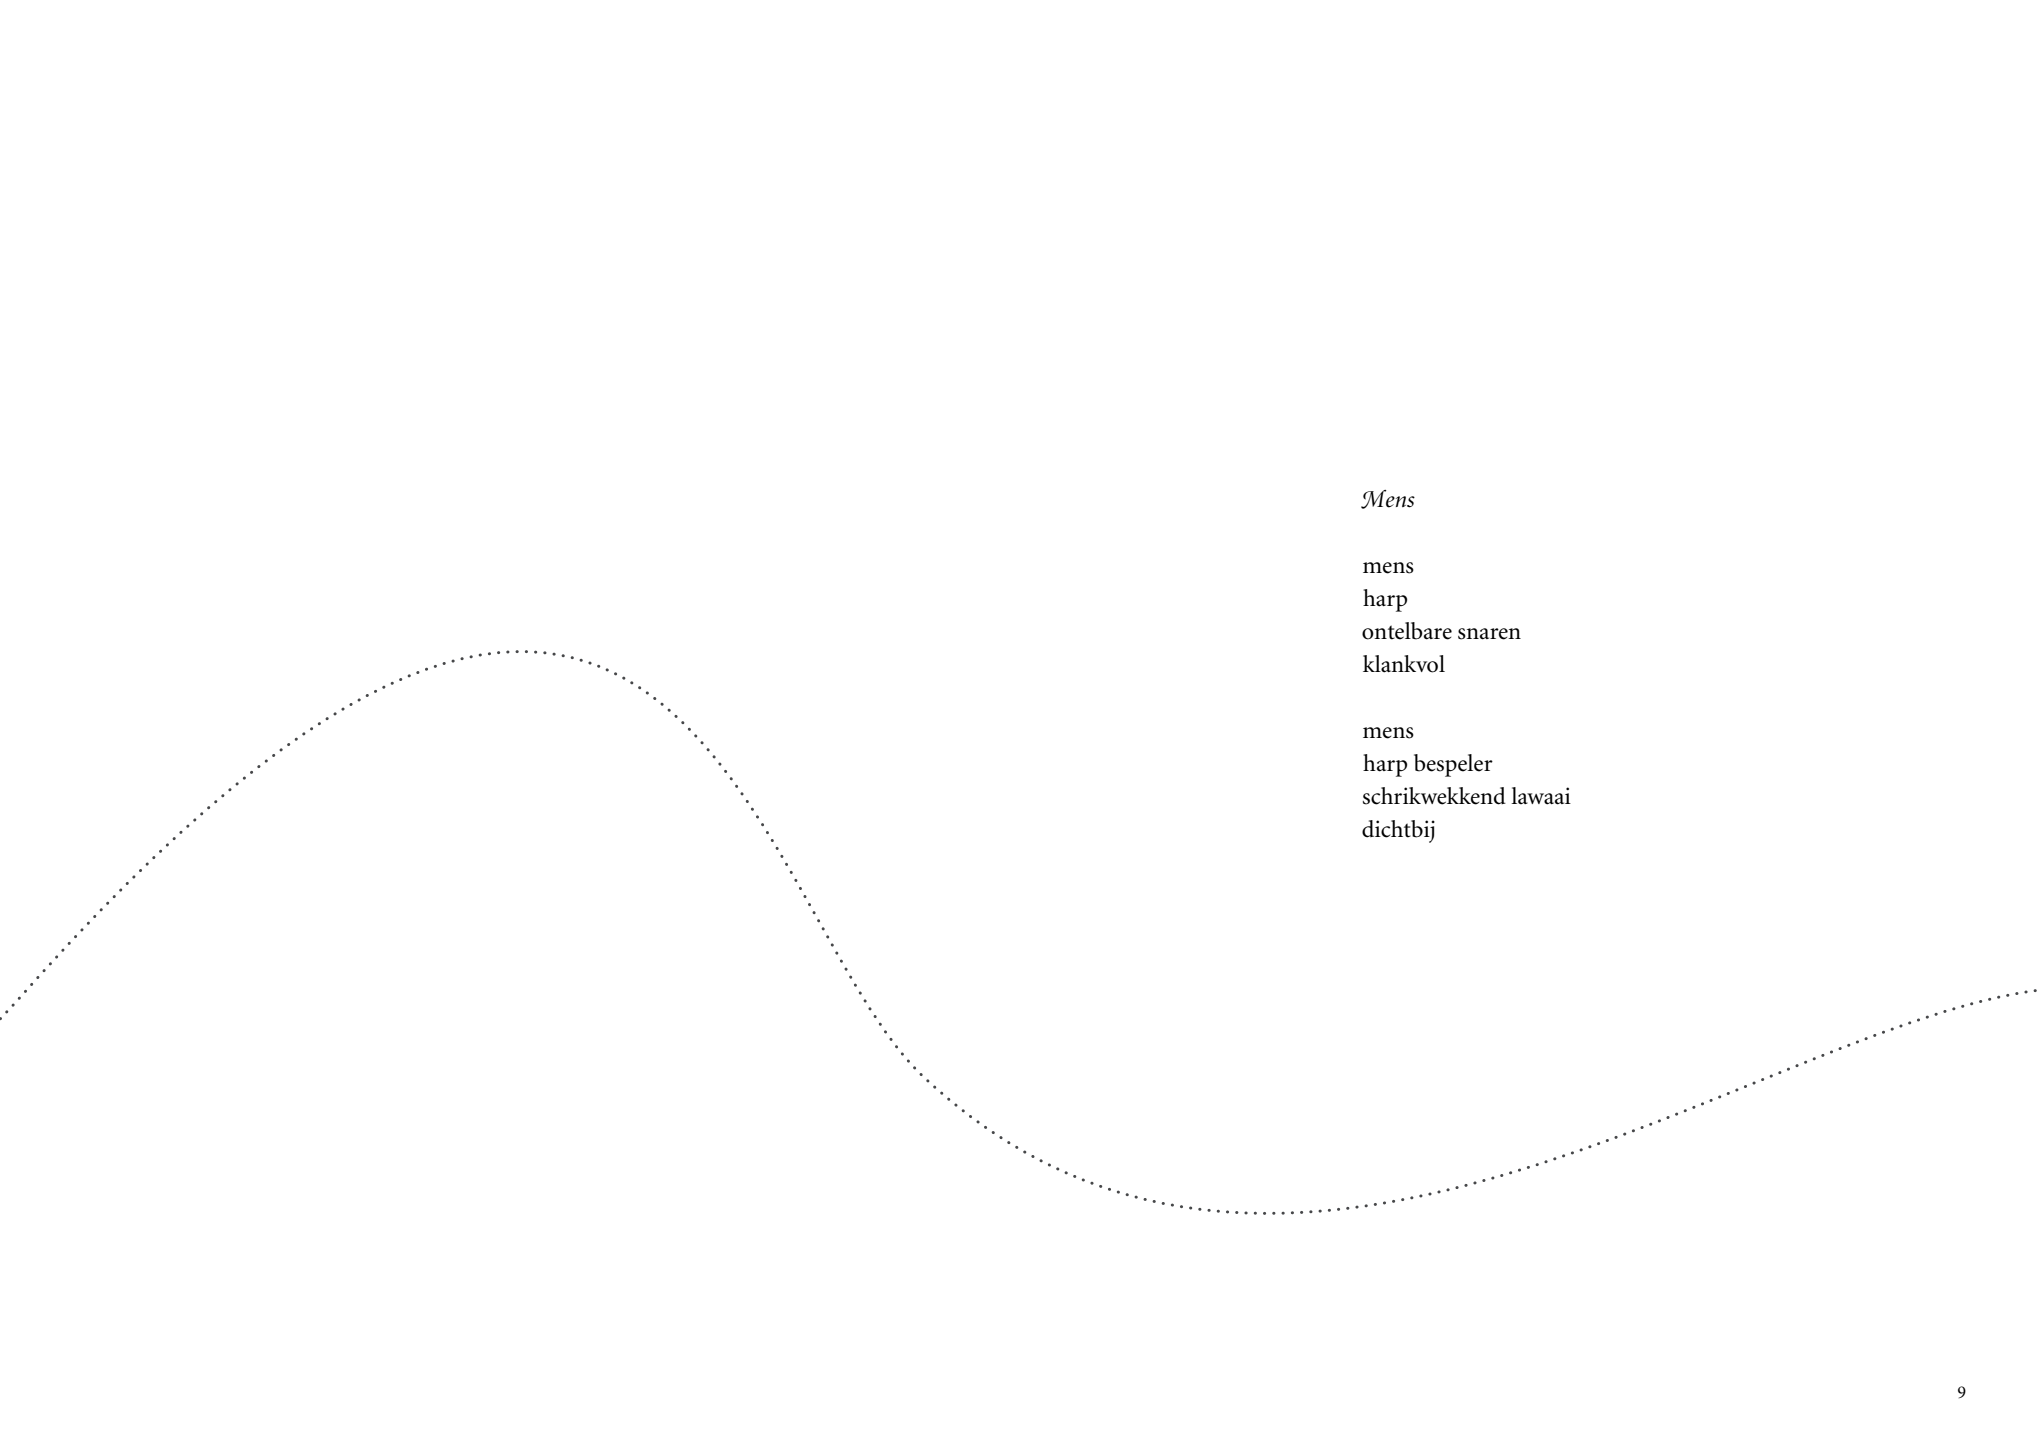 Mens
mens
harp
ontelbare snaren
klankvol
mens
harp bespeler
schrikwekkend lawaai
dichtbij
9